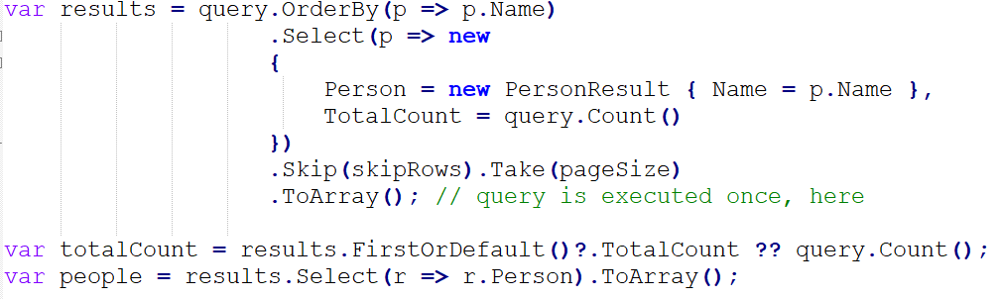 var results = query.OrderBy(p => p.Name)
.Select(p => new
{
Person = new PersonResult { Name = p.Name },
TotalCount = query.Count()
})
.Skip(skipRows).Take(pageSize)
.ToArray(); // query is executed once, here
var totalCount = results.FirstOrDefault()?.TotalCount ?? query.Count();
var people = results.Select(r => r.Person).ToArray();